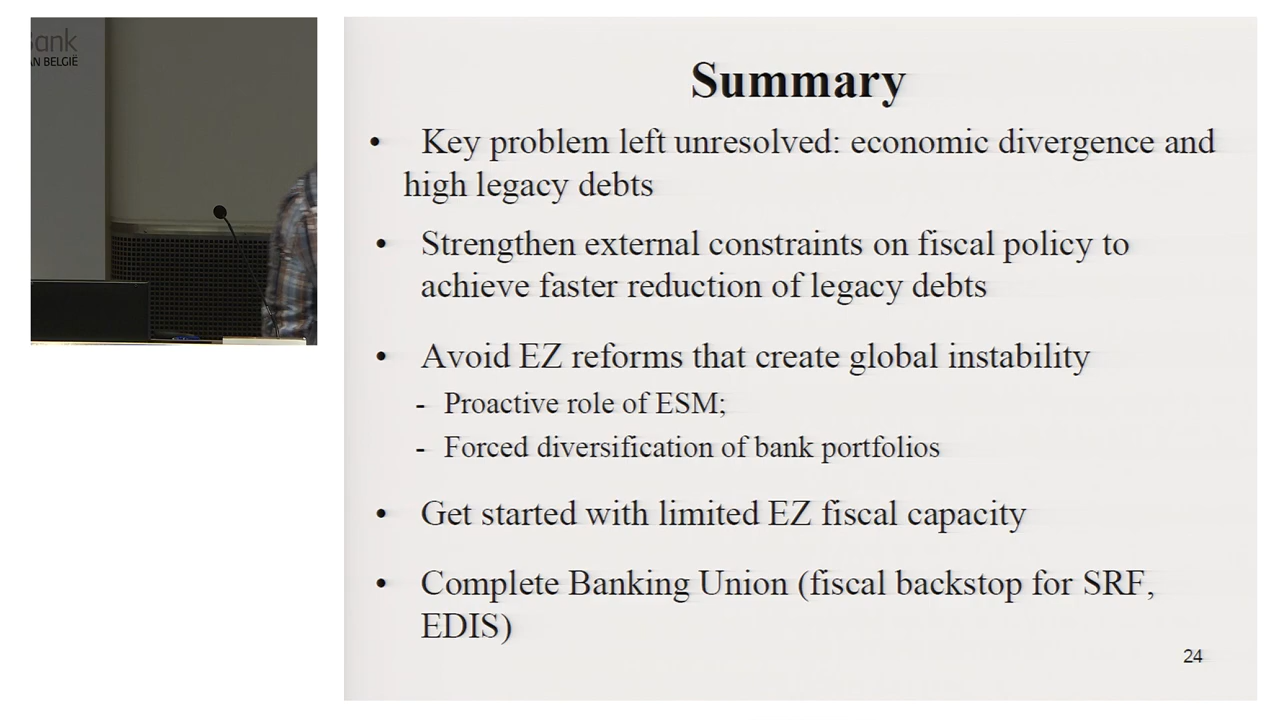 Bank
AN BELGIË
Summary
• Key problem left unresolved: economic divergence and
high legacy debts
• Strengthen external constraints on fiscal policy to
achieve faster reduction of legacy debts
• Avoid EZ reforms that create global instability
- Proactive role of ESM;
- Forced diversification of bank portfolios
• Get started with limited EZ fiscal capacity
• Complete Banking Union (fiscal backstop for SRF,
EDIS)
24